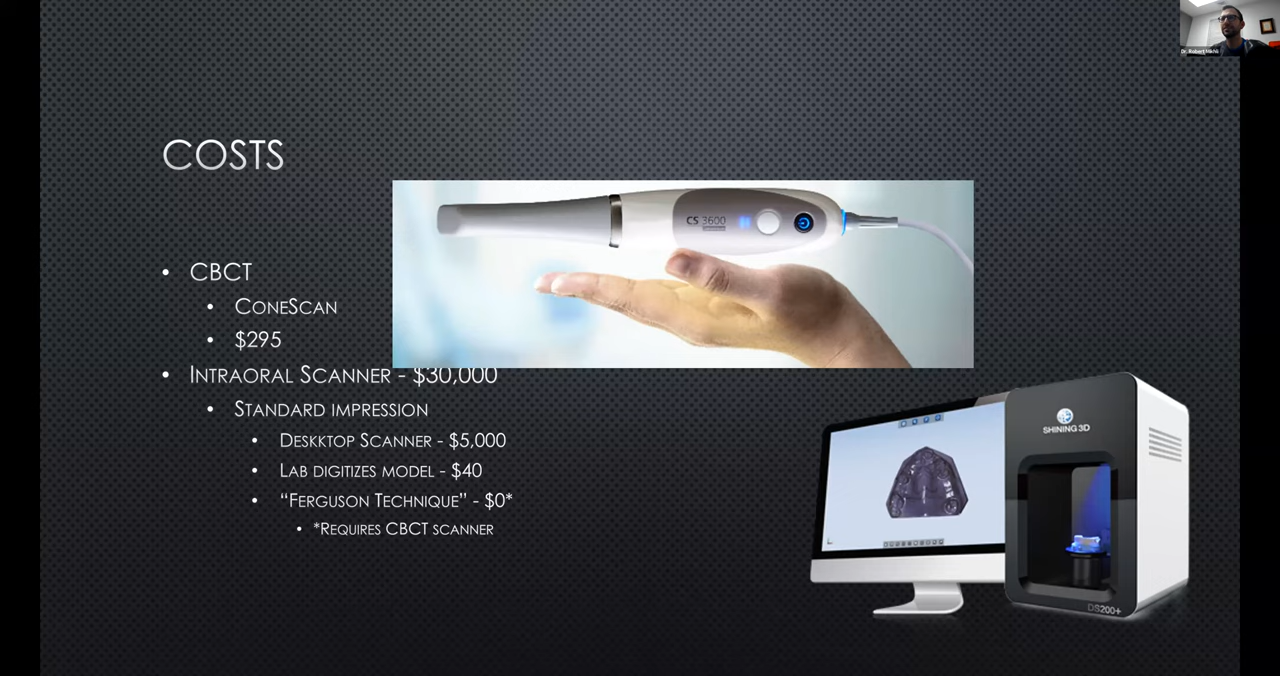 Dr. Robert
COSTS
CS 3600
• CBCT
• CONESCAN
• $295
• INTRAORAL SCANNER - $30,000
• STANDARD IMPRESSION
• DESKKTOP SCANNER - $5,000
• LAB DIGITIZES MODEL - $40
• “FERGUSON TECHNIQUE” - $0*
• *REQUIRES CBCT SCANNER
SHINING 3D
DS200+